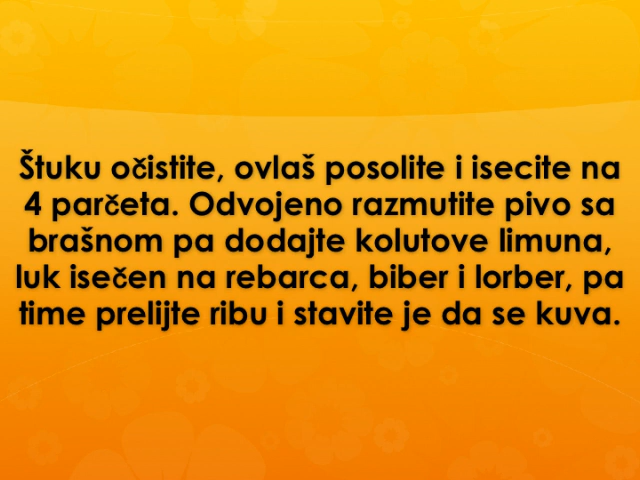 Štuku očistite, ovlaš posolite i isecite na
4 parčeta. Odvojeno razmutite pivo sa
brašnom pa dodajte kolutove limuna,
luk isečen na rebarca, biber i lorber, pa
time prelijte ribu i stavite je da se kuva.